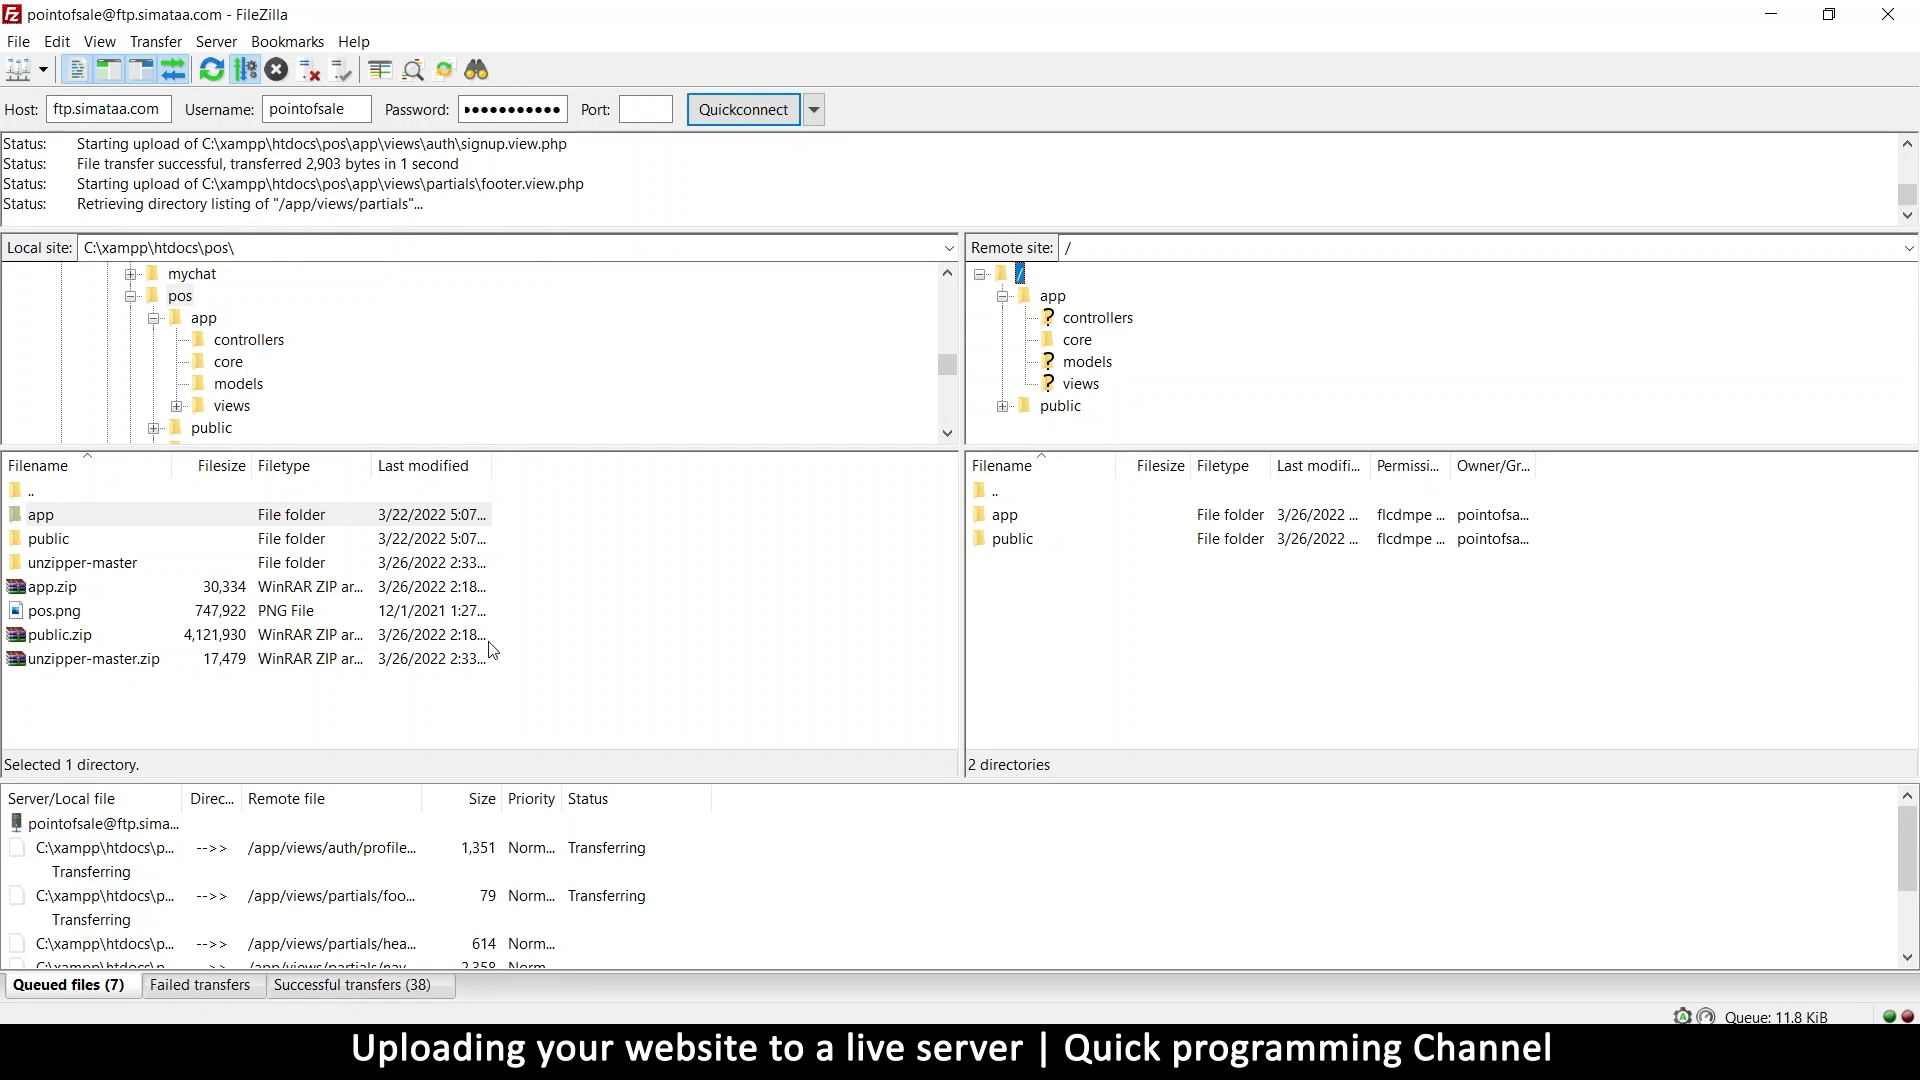 pointofsale@ftp.simataa.com - FileZilla
File Edit View Transfer Server Bookmarks Help
Host: ftp.simataa.com Username: pointofsale Password: ●●●●●●●●●●● Port: Quickconnect
Status: Starting upload of C:\xampp\htdocs\pos\app\views\auth\signup.view.php
Status: File transfer successful, transferred 2,903 bytes in 1 second
Status: Starting upload of C:\xampp\htdocs\pos\app\views\partials\footer.view.php
Status: Retrieving directory listing of "/app/views/partials"...
Local site: C:\xampp\htdocs\pos\
mychat
pos
app
controllers
core
models
views
public
Remote site: /
/
app
? controllers
core
? models
? views
public
Filename Filesize Filetype Last modified
..
app File folder 3/22/2022 5:07...
public File folder 3/22/2022 5:07...
unzipper-master File folder 3/26/2022 2:33...
app.zip 30,334 WinRAR ZIP ar... 3/26/2022 2:18...
pos.png 747,922 PNG File 12/1/2021 1:27...
public.zip 4,121,930 WinRAR ZIP ar... 3/26/2022 2:18...
unzipper-master.zip 17,479 WinRAR ZIP ar... 3/26/2022 2:33...
Selected 1 directory.
Filename Filesize Filetype Last modifi... Permissi... Owner/Gr...
..
app File folder 3/26/2022 ... flcdmpe ... pointofsa...
public File folder 3/26/2022 ... flcdmpe ... pointofsa...
2 directories
Server/Local file Direc... Remote file Size Priority Status
pointofsale@ftp.sima...
C:\xampp\htdocs\p... -->> /app/views/auth/profile... 1,351 Norm... Transferring
Transferring
C:\xampp\htdocs\p... -->> /app/views/partials/foo... 79 Norm... Transferring
Transferring
C:\xampp\htdocs\p... -->> /app/views/partials/hea... 614 Norm...
C:\xampp\htdocs\p... -->> /app/views/partials/nav... 2,358 Norm...
Queued files (7) Failed transfers Successful transfers (38)
Queue: 11.8 KiB
Uploading your website to a live server | Quick programming Channel